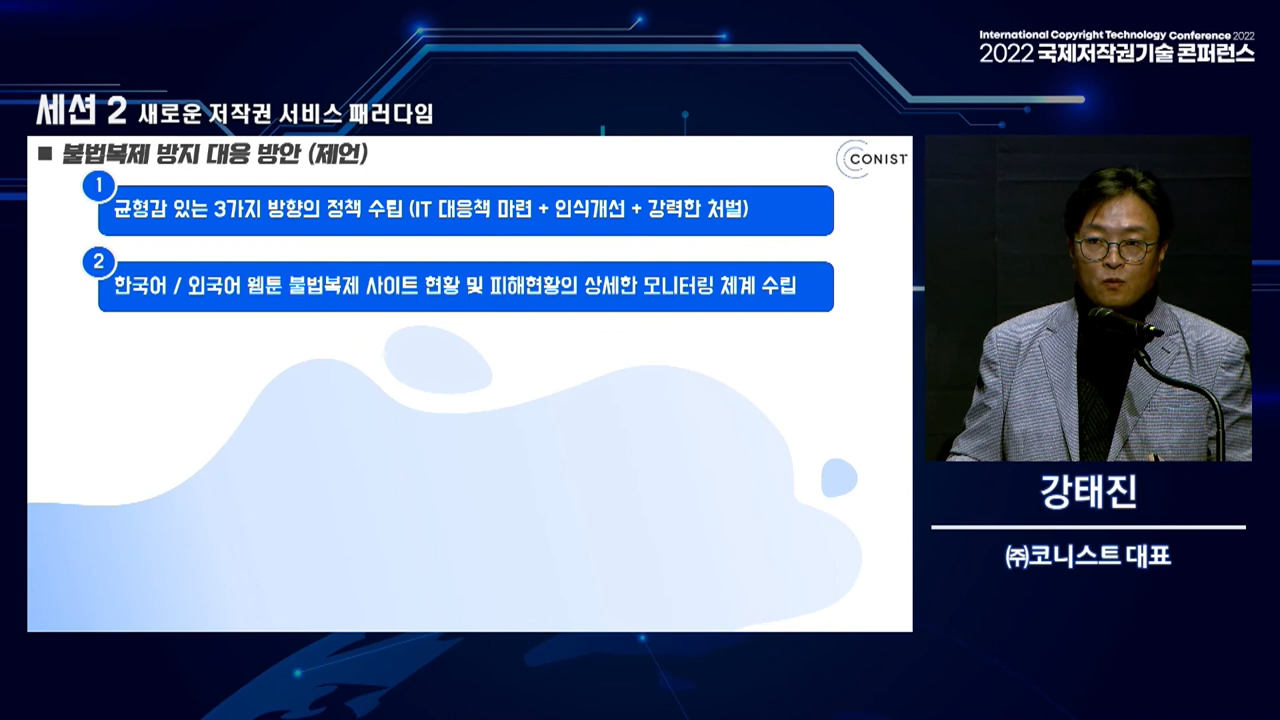 International Copyright Technology Conference 2022
2022 국제저작권기술 콘퍼런스
세션 2 새로운 저작권 서비스 패러다임
■ 불법복제 방지 대응 방안 (제언)
CONIST
1
균형감 있는 3가지 방향의 정책 수립 (IT 대응책 마련 + 인식개선 + 강력한 처벌)
2
한국어 / 외국어 웹툰 불법복제 사이트 현황 및 피해현황의 상세한 모니터링 체계 수립
강태진
㈜코니스트 대표